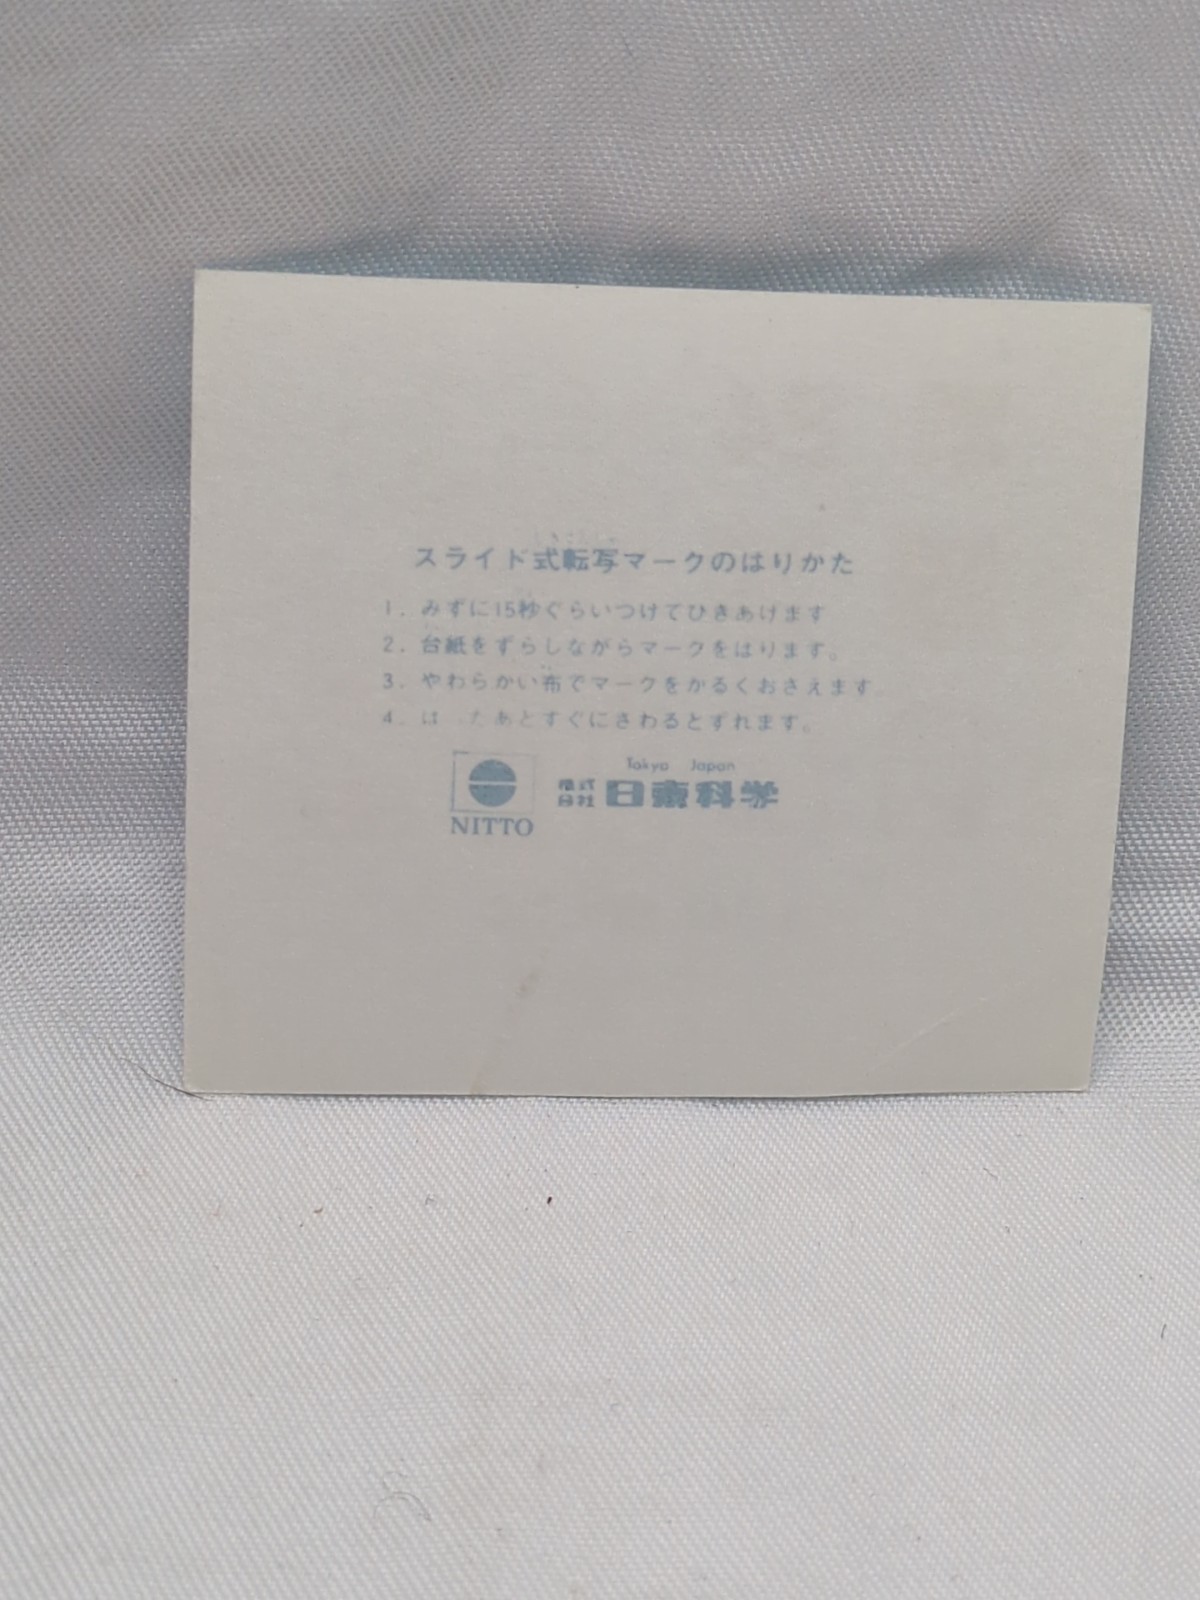 スライド式転写マークのはりかた
1. みずに15秒ぐらいつけてひきあげます
2. 台紙をずらしながらマークをはります。
3. やわらかい布でマークをかるくおさえます
4. は たあとすぐにさわるとずれます。
Tokyo Japan
株式会社 日東科学
NITTO